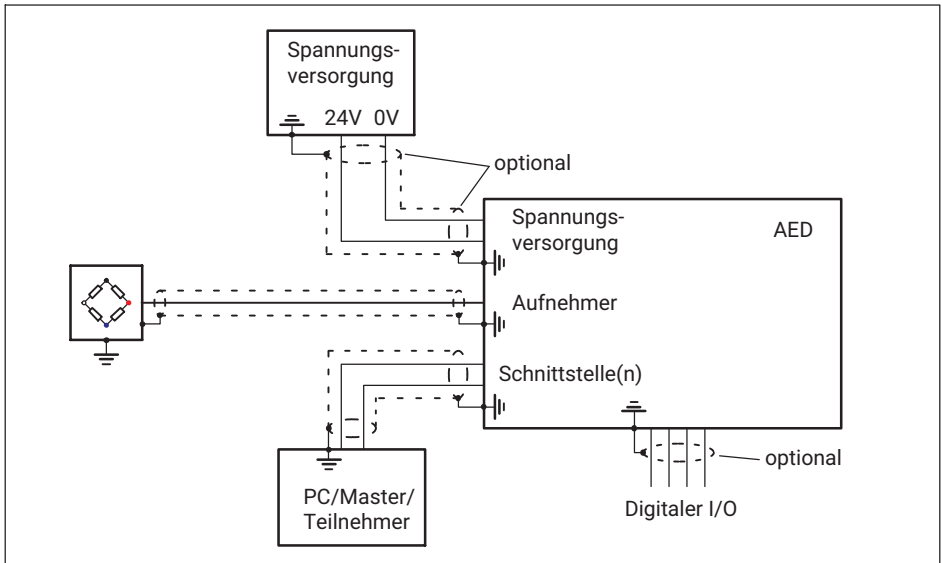 Spannungs-
versorgung
24V 0V
optional
Spannungs-
versorgung
AED
Aufnehmer
Schnittstelle(n)
optional
PC/Master/
Teilnehmer
Digitaler I/O